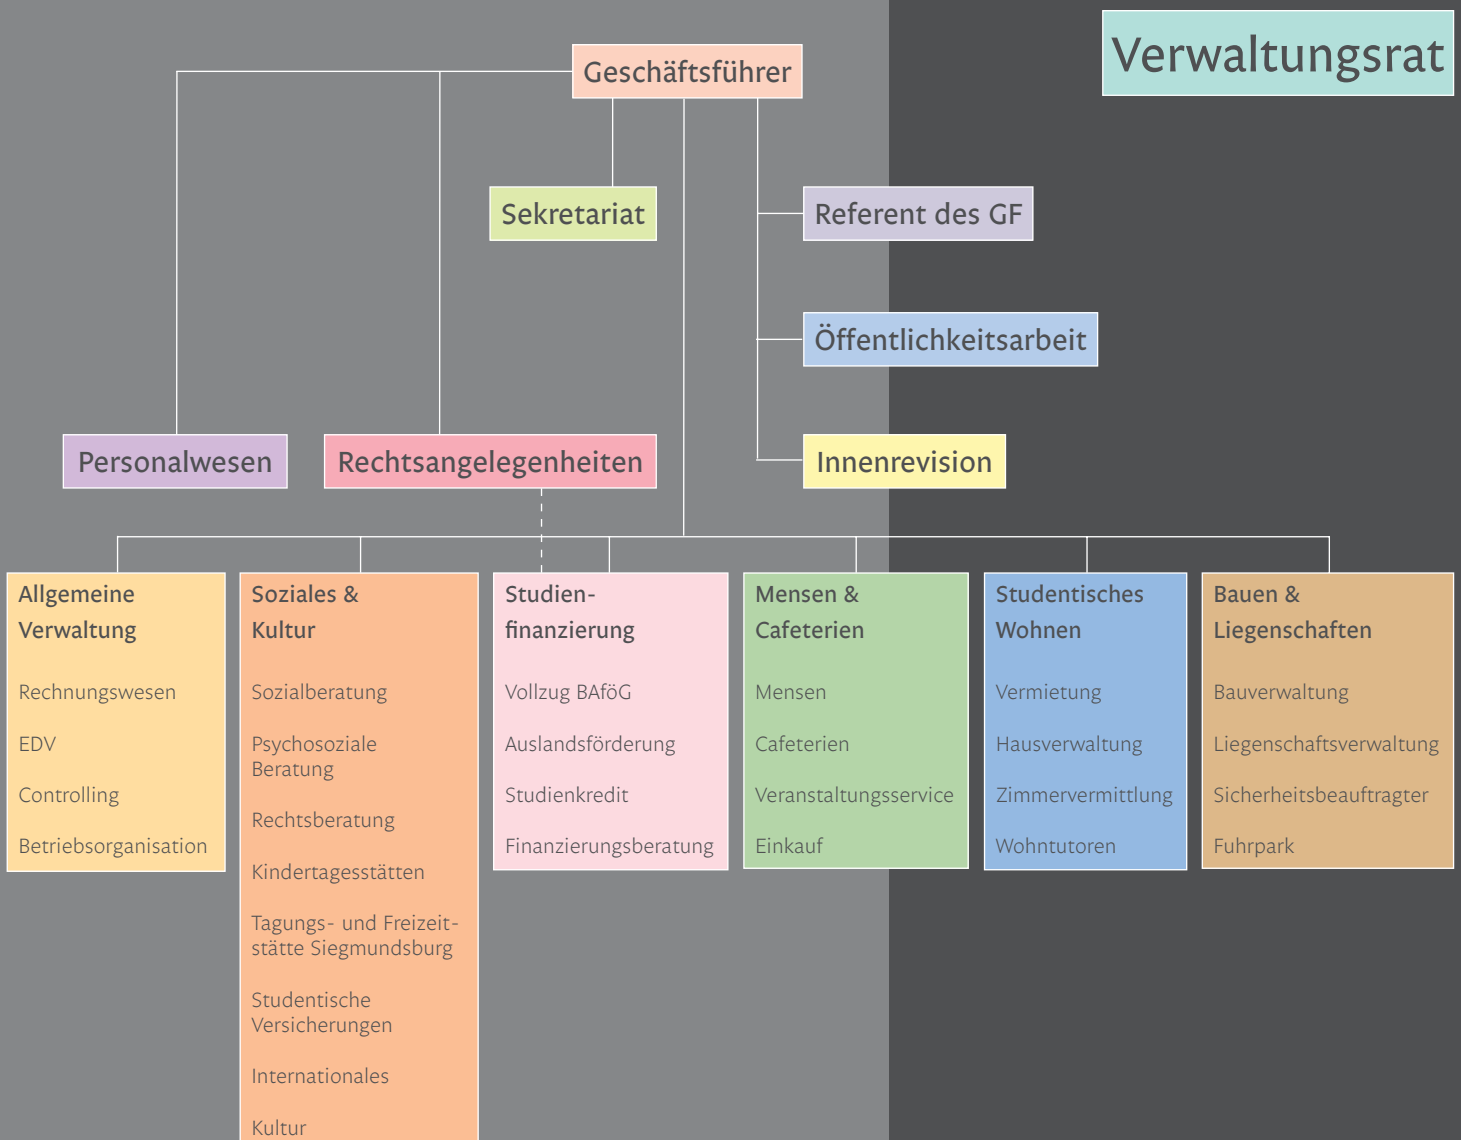 Verwaltungsrat
Geschäftsführer
Sekretariat
Referent des GF
Öffentlichkeitsarbeit
Personalwesen
Rechtsangelegenheiten
Innenrevision
Allgemeine
Verwaltung
Rechnungswesen
EDV
Controlling
Betriebsorganisation
Soziales &
Kultur
Sozialberatung
Psychosoziale
Beratung
Rechtsberatung
Kindertagesstätten
Tagungs- und Freizeit-
stätte Siegmundsburg
Studentische
Versicherungen
Internationales
Kultur
Studien-
finanzierung
Vollzug BAföG
Auslandsförderung
Studienkredit
Finanzierungsberatung
Mensen &
Cafeterien
Mensen
Cafeterien
Veranstaltungsservice
Einkauf
Studentisches
Wohnen
Vermietung
Hausverwaltung
Zimmervermittlung
Wohntutoren
Bauen &
Liegenschaften
Bauverwaltung
Liegenschaftsverwaltung
Sicherheitsbeauftragter
Fuhrpark